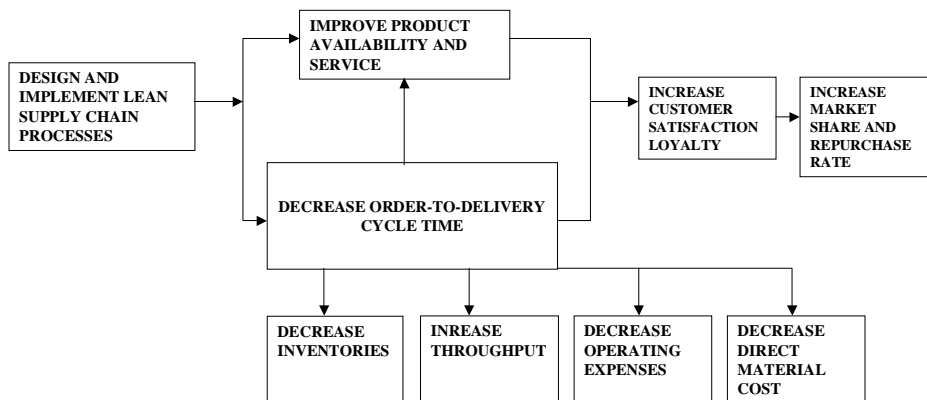 IMPROVE PRODUCT
AVAILABILITY AND
SERVICE
DESIGN AND
IMPLEMENT LEAN
SUPPLY CHAIN
PROCESSES
INCREASE
CUSTOMER
SATISFACTION
LOYALTY
INCREASE
MARKET
SHARE AND
REPURCHASE
RATE
DECREASE ORDER-TO-DELIVERY
CYCLE TIME
DECREASE
INVENTORIES
INREASE
THROUGHPUT
DECREASE
OPERATING
EXPENSES
DECREASE
DIRECT
MATERIAL
COST